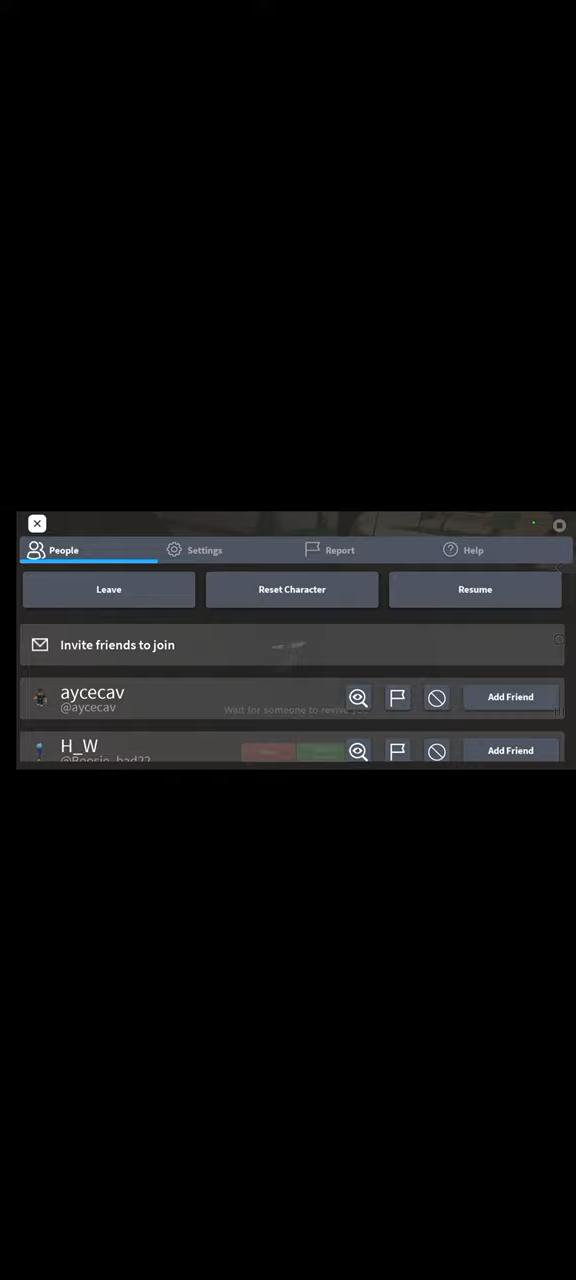 People
Settings
Report
Help
Leave
Reset Character
Resume
Invite friends to join
aycecav
@aycecav
Add Friend
Wait for someone to revive you
H_W
@Boosie_bad22
Add Friend